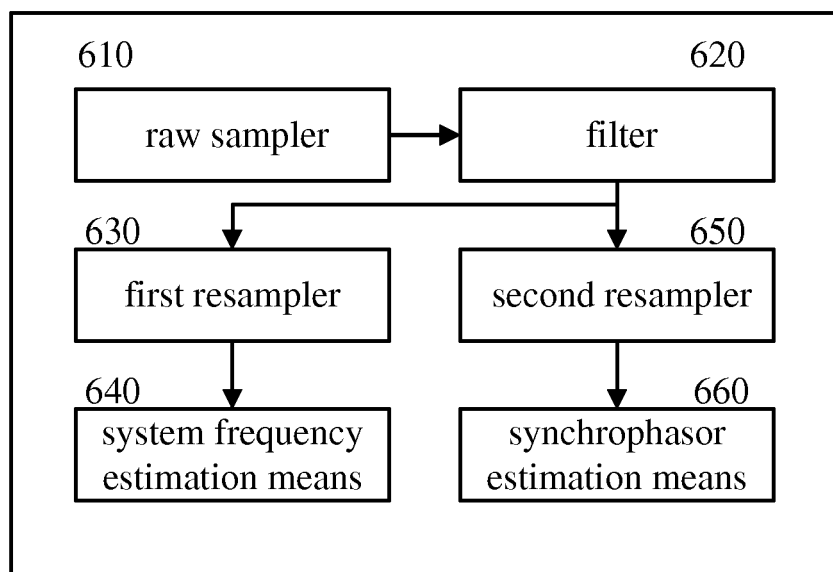 610
620
raw sampler
filter
630
650
first resampler
second resampler
640
660
system frequency
estimation means
synchrophasor
estimation means